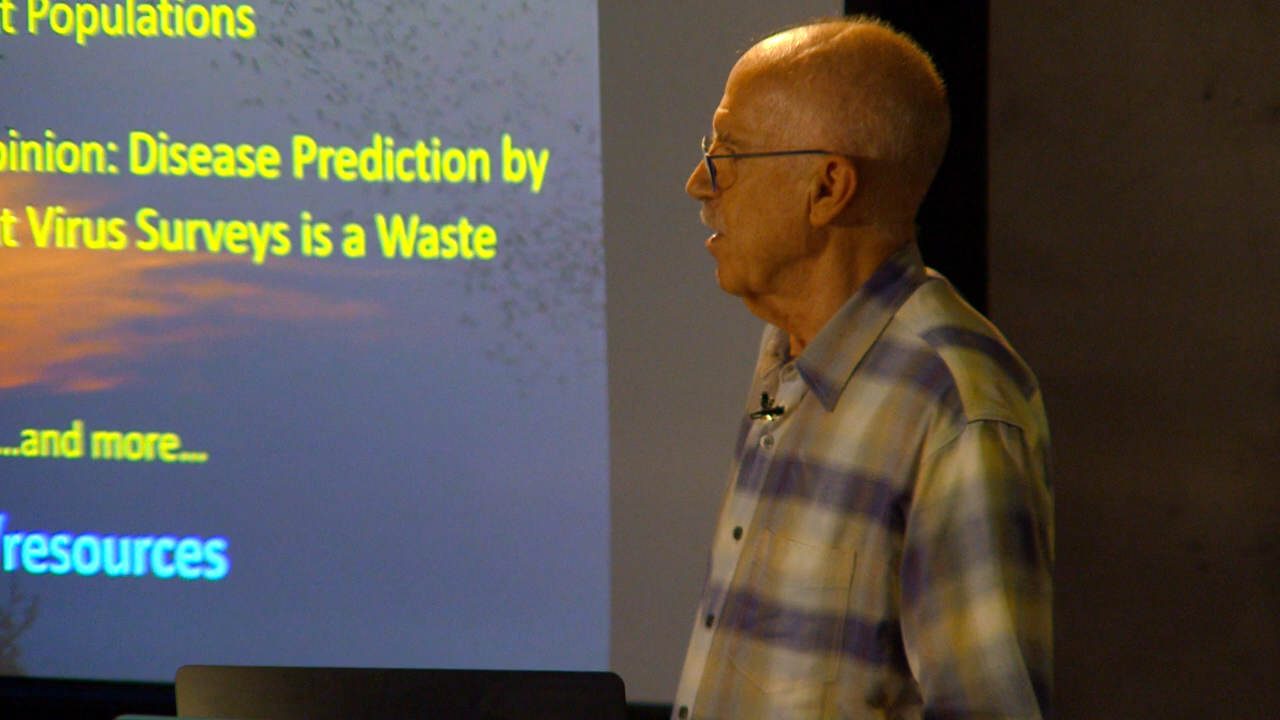 t Populations
pinion: Disease Prediction by
t Virus Surveys is a Waste
...and more...
/resources